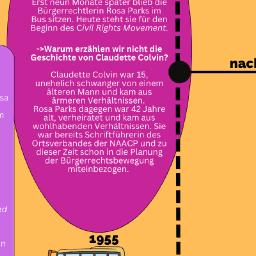 Erst neun Monate später blieb die
Bürgerrechtlerin Rosa Parks im
Bus sitzen. Heute steht sie für den
Beginn des Civil Rights Movement.
->Warum erzählen wir nicht die
Geschichte von Claudette Colvin?
Claudette Colvin war 15,
unehelich schwanger von einem
älteren Mann und kam aus
ärmeren Verhältnissen.
Rosa Parks dagegen war 42 Jahre
alt, verheiratet und kam aus
wohlhabenden Verhältnissen. Sie
war bereits Schriftführerin des
Ortsverbandes der NAACP und zu
dieser Zeit schon in die Planung
der Bürgerrechtsbewegung
miteinbezogen.
nach
1955